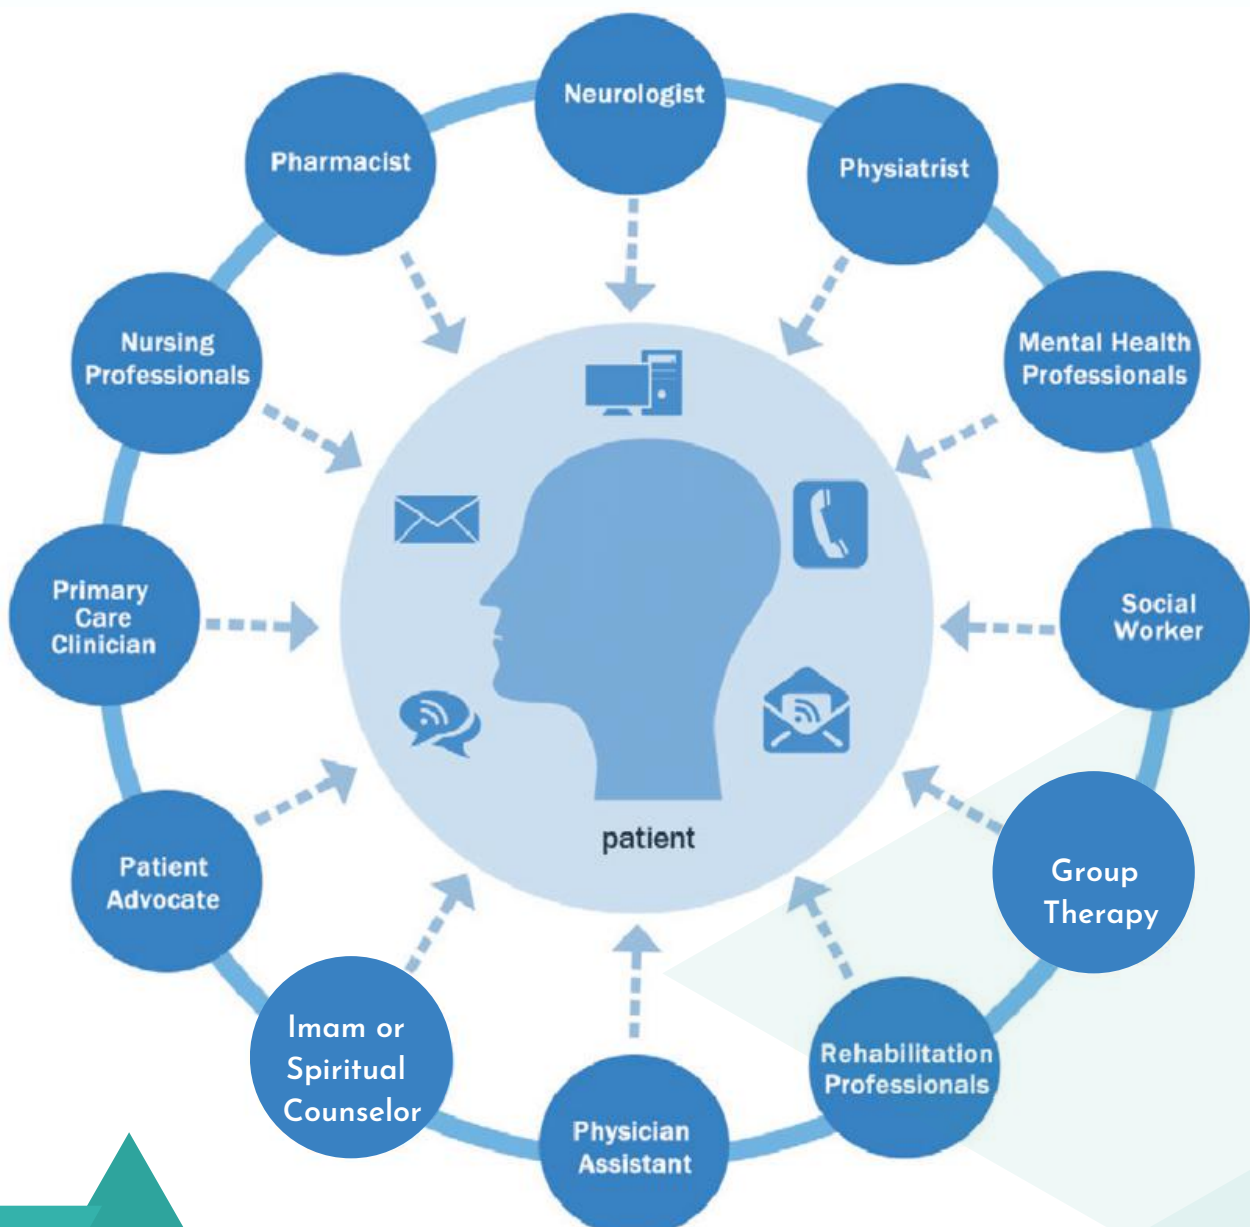 Neurologist
Physiatrist
Mental Health
Professionals
Social
Worker
Group
Therapy
Rehabilitation
Professionals
Physician
Assistant
Imam or
Spiritual
Counselor
Patient
Advocate
Primary
Care
Clinician
Nursing
Professionals
Pharmacist
patient